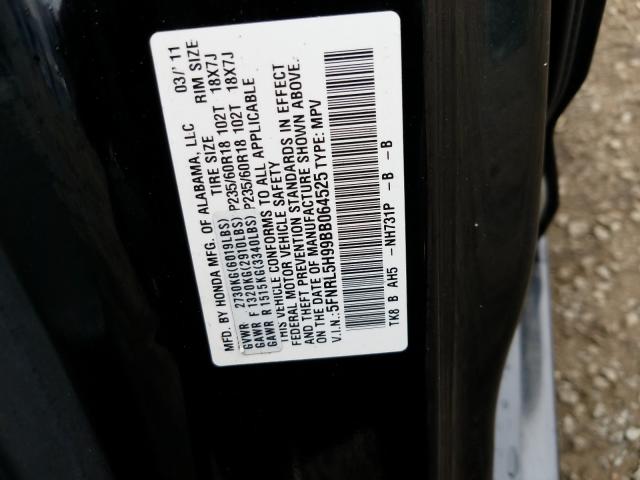 MFD. BY HONDA MFG. OF ALABAMA, LLC 03/'11
TIRE SIZE RIM SIZE
GVWR 2730KG(6019LBS)
GAWR F 1320KG(2910LBS) P235/60R18 102T 18X7J
GAWR R 1515KG(3340LBS) P235/60R18 102T 18X7J
THIS VEHICLE CONFORMS TO ALL APPLICABLE
FEDERAL MOTOR VEHICLE SAFETY
AND THEFT PREVENTION STANDARDS IN EFFECT
ON THE DATE OF MANUFACTURE SHOWN ABOVE.
V.I.N.:5FNRL5H99BB064525 TYPE: MPV
TK8 B AH5 -NH731P -B -B